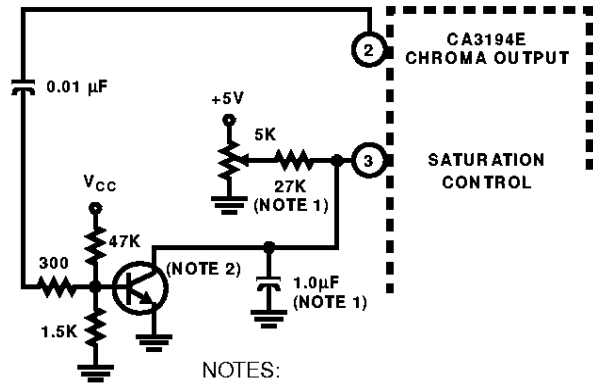 2
CA3194E
CHROMA OUTPUT
0.01 μF
+5V
5K
3
SATURATION
CONTROL
27K
(NOTE 1)
VCC
47K
(NOTE 2)
300
1.0μF
(NOTE 1)
1.5K
NOTES: